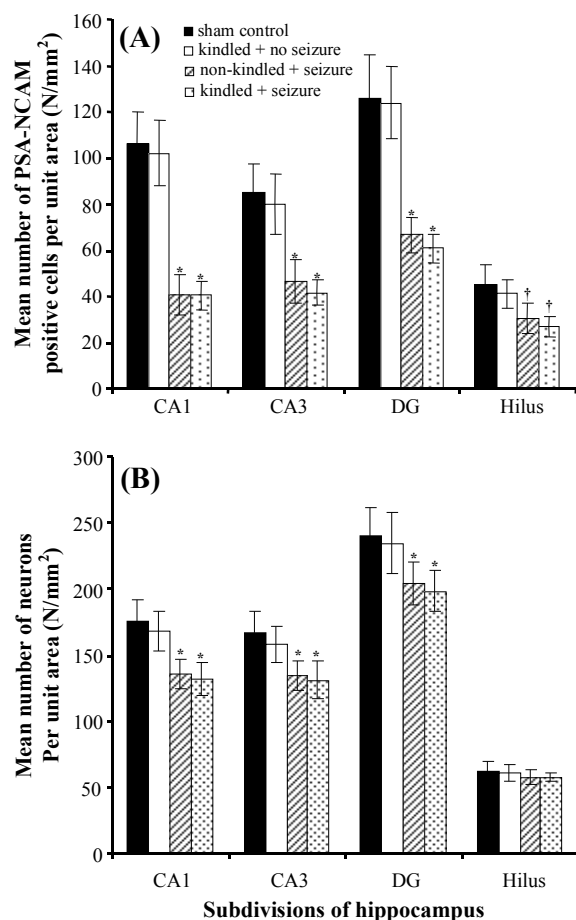 160
140
120
100
80
60
40
20
0
Mean number of PSA-NCAM
positive cells per unit area (N/mm²)
(A)
sham control
kindled + no seizure
non-kindled + seizure
kindled + seizure
* *
* *
* *
† †
CA1 CA3 DG Hilus
300
250
200
150
100
50
0
Mean number of neurons
Per unit area (N/mm²)
(B)
* *
* *
* *
CA1 CA3 DG Hilus
Subdivisions of hippocampus